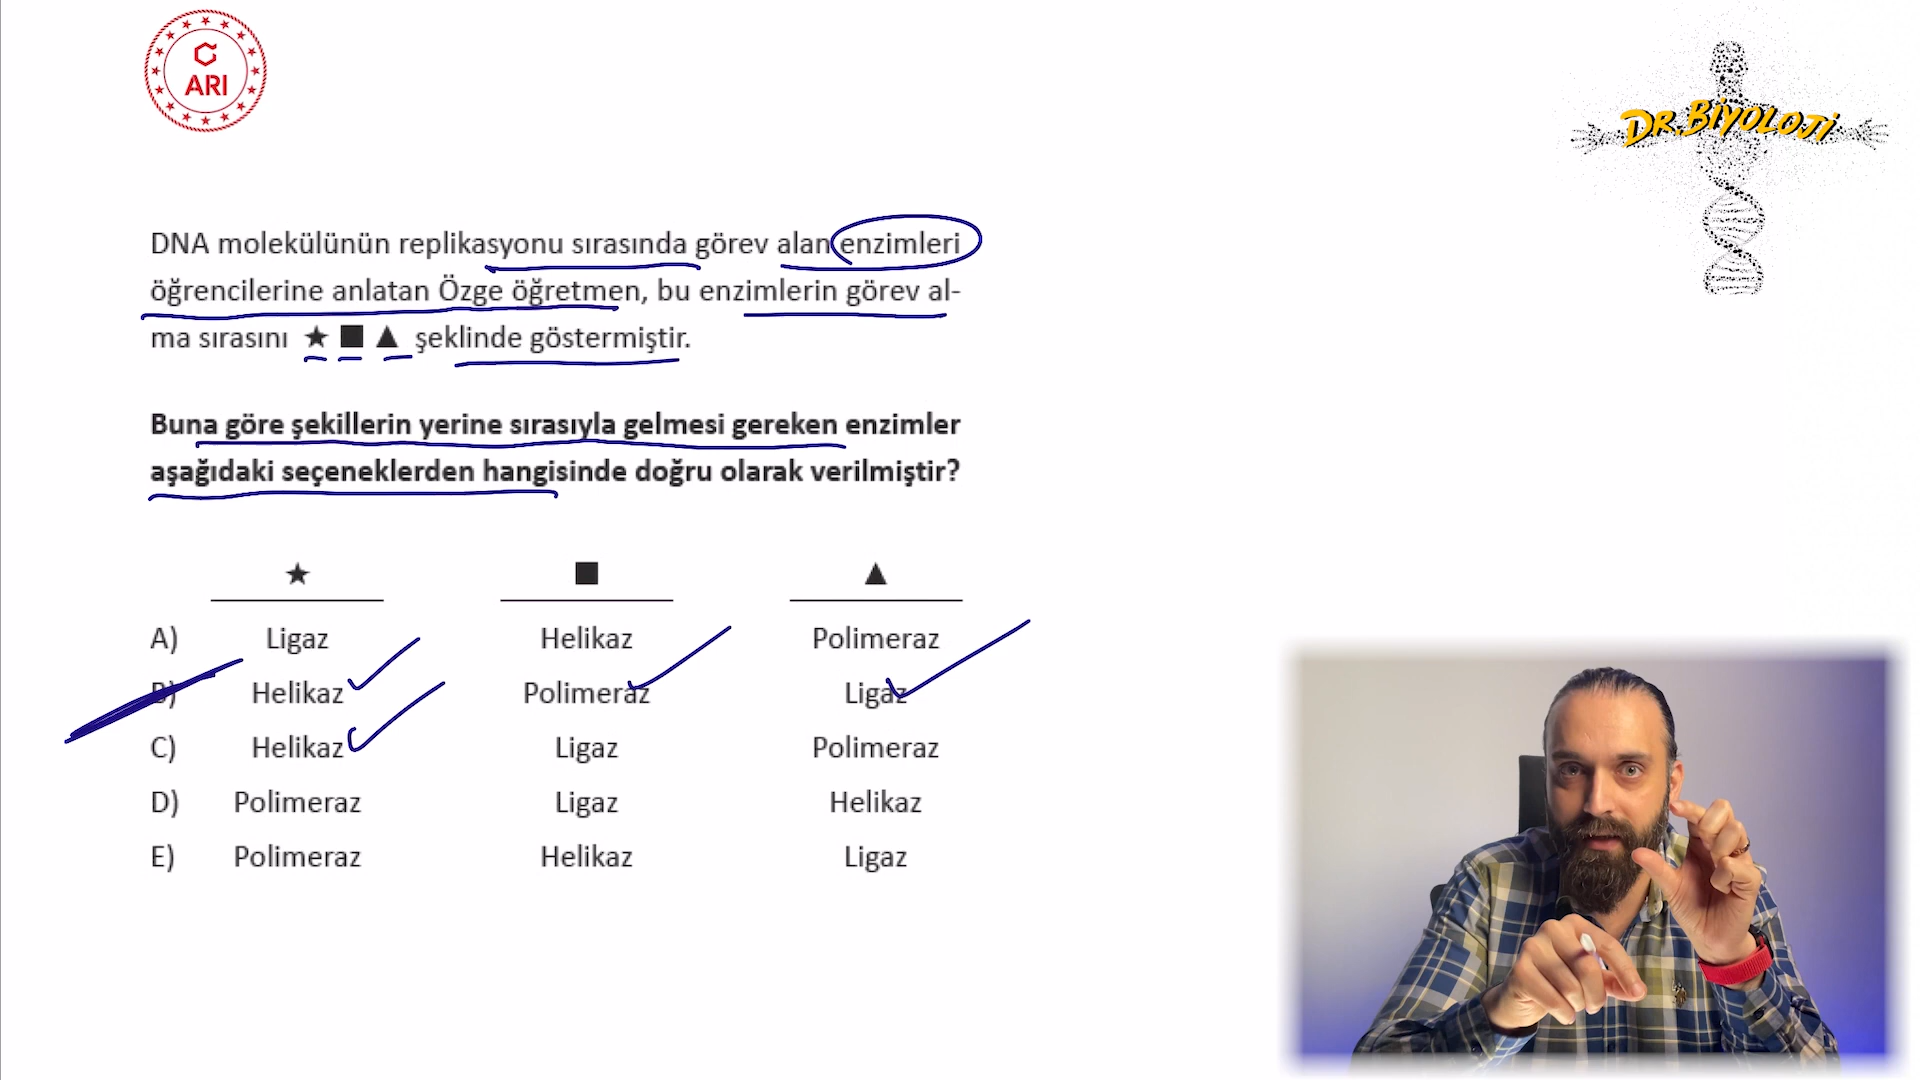 ARI
DR.BİYOLOJİ
DNA molekülünün replikasyonu sırasında görev alan enzimleri
öğrencilerine anlatan Özge öğretmen, bu enzimlerin görev al-
ma sırasını ★ ■ ▲ şeklinde göstermiştir.
Buna göre şekillerin yerine sırasıyla gelmesi gereken enzimler
aşağıdaki seçeneklerden hangisinde doğru olarak verilmiştir?
★ ■ ▲
A) Ligaz Helikaz Polimeraz
B) Helikaz Polimeraz Ligaz
C) Helikaz Ligaz Polimeraz
D) Polimeraz Ligaz Helikaz
E) Polimeraz Helikaz Ligaz